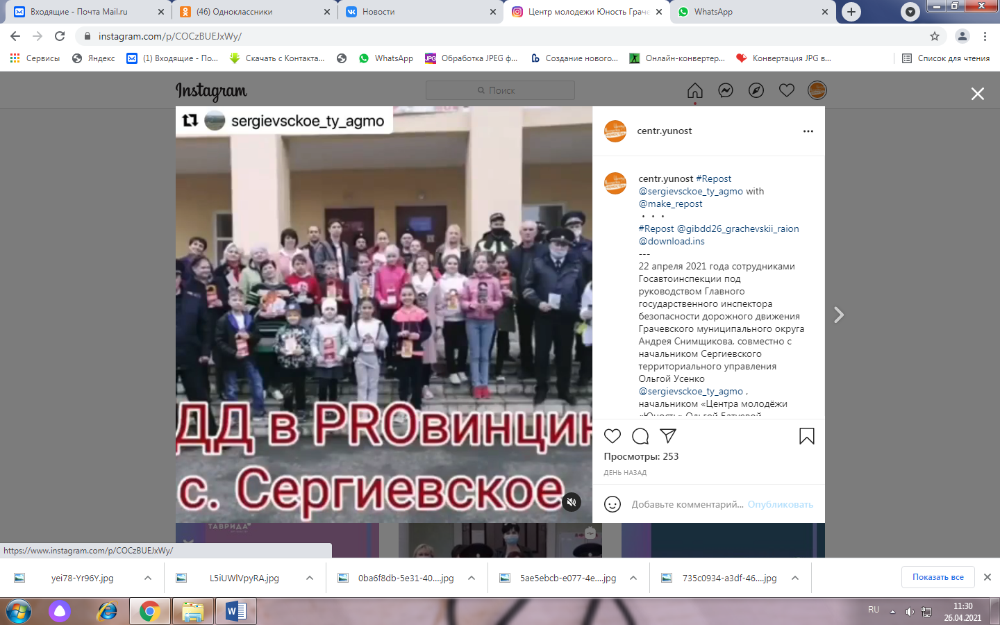 Входящие - Почта Mail.ru
(46) Одноклассники
Новости
Центр молодежи Юность Граче
WhatsApp
instagram.com/p/COCzBUEJxWy/
Сервисы
Яндекс
(1) Входящие - По...
Скачать с Контакта...
WhatsApp
Обработка JPEG ф...
Создание нового...
Онлайн-конвертер...
Конвертация JPG в...
Список для чтения
Instagram
Поиск
sergievsckoe_ty_agmo
ДД в PROвинции
с. Сергиевское
centr.yunost
centr.yunost #Repost
@sergievsckoe_ty_agmo with
@make_repost
• • •
#Repost @gibdd26_grachevskii_raion
@download.ins
---
22 апреля 2021 года сотрудниками
Госавтоинспекции под
руководством Главного
государственного инспектора
безопасности дорожного движения
Грачевского муниципального округа
Андрея Снимщикова, совместно с
начальником Сергиевского
территориального управления
Ольгой Усенко
@sergievsckoe_ty_agmo ,
начальником «Центра молодёжи
«Юность» Ольгой Батуевой
Просмотры: 253
ДЕНЬ НАЗАД
Добавьте комментарий...
Опубликовать
ТАВРИДА
https://www.instagram.com/p/COCzBUEJxWy/
yei78-Yr96Y.jpg
L5iUWlVpyRA.jpg
0ba6f8db-5e31-40....jpg
5ae5ebcb-e077-4e....jpg
735c0934-a3df-46....jpg
Показать все
RU
11:30
26.04.2021